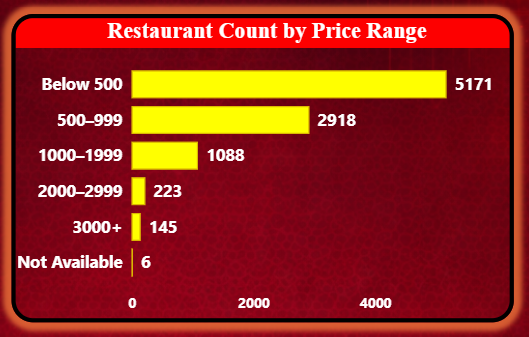 Restaurant Count by Price Range
Below 500 5171
500–999 2918
1000–1999 1088
2000–2999 223
3000+ 145
Not Available 6
0 2000 4000